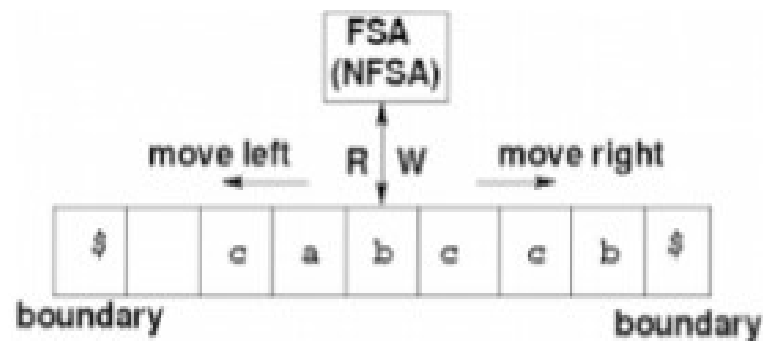 FSA
(NFSA)
move left R W move right
$ c a b c c b $
boundary boundary